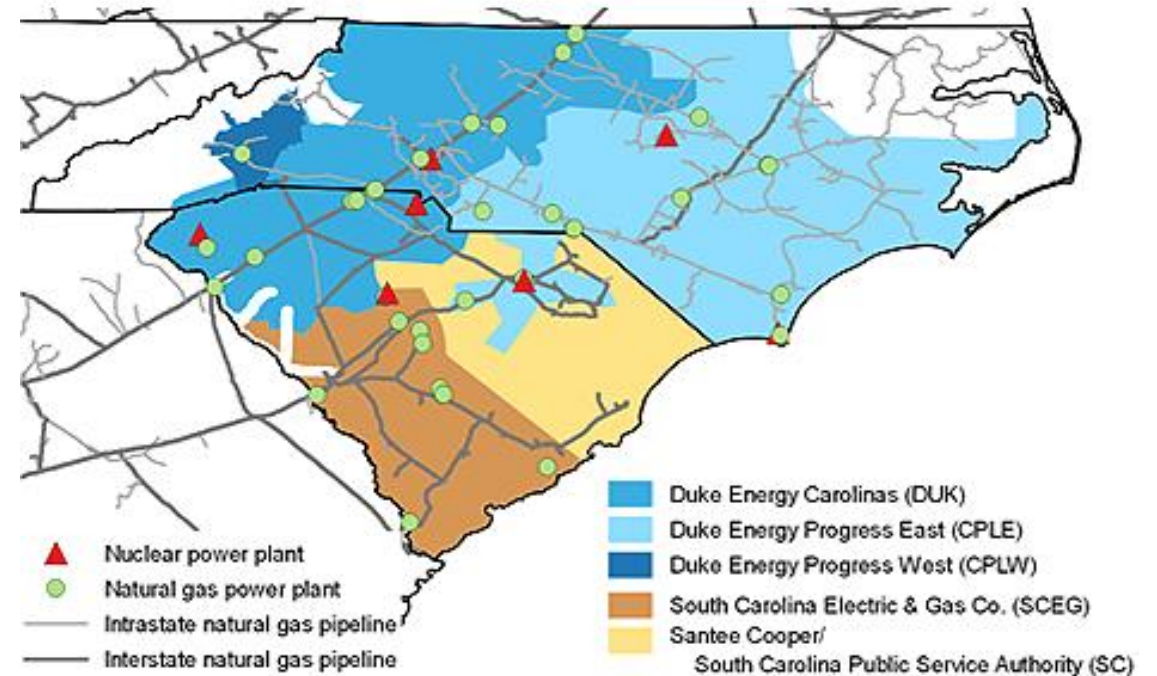 Nuclear power plant
Natural gas power plant
Intrastate natural gas pipeline
Interstate natural gas pipeline
Duke Energy Carolinas (DUK)
Duke Energy Progress East (CPLE)
Duke Energy Progress West (CPLW)
South Carolina Electric & Gas Co. (SCEG)
Santee Cooper/
South Carolina Public Service Authority (SC)